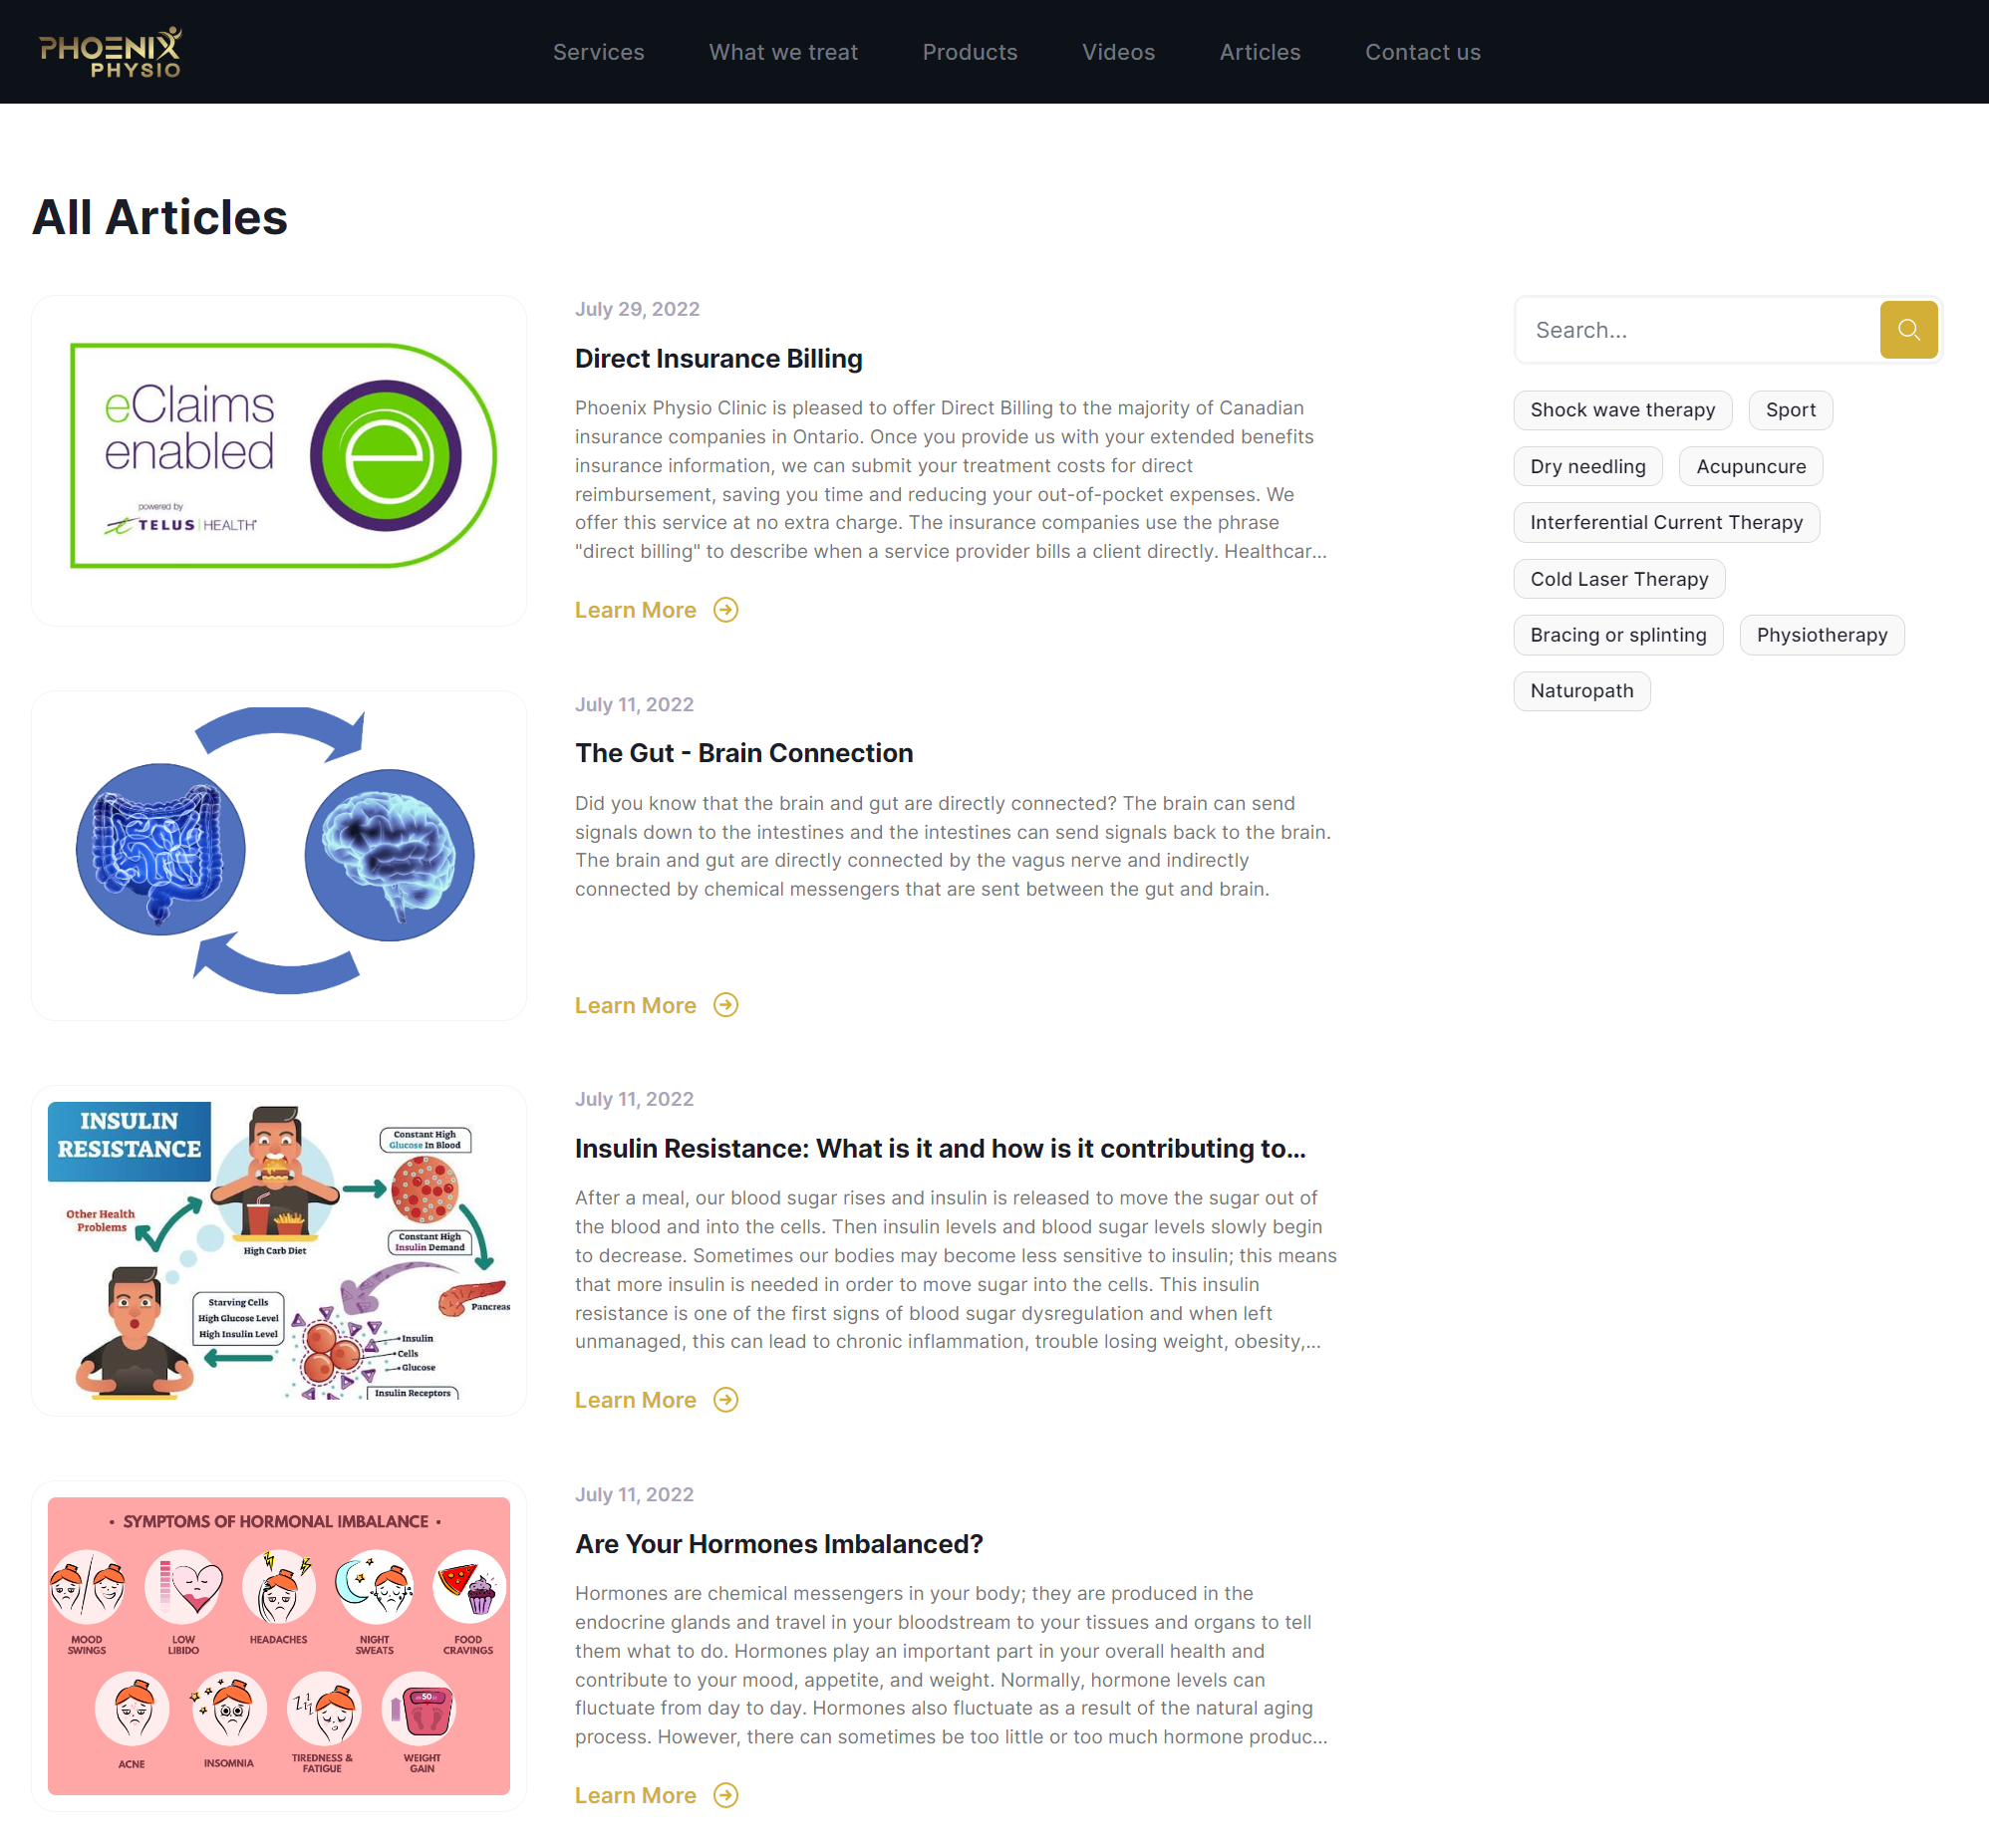 PHOENIX
PHYSIO
Services
What we treat
Products
Videos
Articles
Contact us
All Articles
eClaims
enabled
powered by
TELUS HEALTH
July 29, 2022
Direct Insurance Billing
Phoenix Physio Clinic is pleased to offer Direct Billing to the majority of Canadian
insurance companies in Ontario. Once you provide us with your extended benefits
insurance information, we can submit your treatment costs for direct
reimbursement, saving you time and reducing your out-of-pocket expenses. We
offer this service at no extra charge. The insurance companies use the phrase
"direct billing" to describe when a service provider bills a client directly. Healthcar...
Learn More
Search...
Shock wave therapy
Sport
Dry needling
Acupuncure
Interferential Current Therapy
Cold Laser Therapy
Bracing or splinting
Physiotherapy
Naturopath
July 11, 2022
The Gut - Brain Connection
Did you know that the brain and gut are directly connected? The brain can send
signals down to the intestines and the intestines can send signals back to the brain.
The brain and gut are directly connected by the vagus nerve and indirectly
connected by chemical messengers that are sent between the gut and brain.
Learn More
INSULIN
RESISTANCE
Constant High
Glucose In Blood
Other Health
Problems
High Carb Diet
Constant High
Insulin Demand
Pancreas
Starving Cells
High Glucose Level
High Insulin Level
Insulin
Cells
Glucose
Insulin Receptors
July 11, 2022
Insulin Resistance: What is it and how is it contributing to...
After a meal, our blood sugar rises and insulin is released to move the sugar out of
the blood and into the cells. Then insulin levels and blood sugar levels slowly begin
to decrease. Sometimes our bodies may become less sensitive to insulin; this means
that more insulin is needed in order to move sugar into the cells. This insulin
resistance is one of the first signs of blood sugar dysregulation and when left
unmanaged, this can lead to chronic inflammation, trouble losing weight, obesity,...
Learn More
• SYMPTOMS OF HORMONAL IMBALANCE •
MOOD
SWINGS
LOW
LIBIDO
HEADACHES
NIGHT
SWEATS
FOOD
CRAVINGS
ACNE
INSOMNIA
TIREDNESS &
FATIGUE
50
WEIGHT
GAIN
July 11, 2022
Are Your Hormones Imbalanced?
Hormones are chemical messengers in your body; they are produced in the
endocrine glands and travel in your bloodstream to your tissues and organs to tell
them what to do. Hormones play an important part in your overall health and
contribute to your mood, appetite, and weight. Normally, hormone levels can
fluctuate from day to day. Hormones also fluctuate as a result of the natural aging
process. However, there can sometimes be too little or too much hormone produc...
Learn More